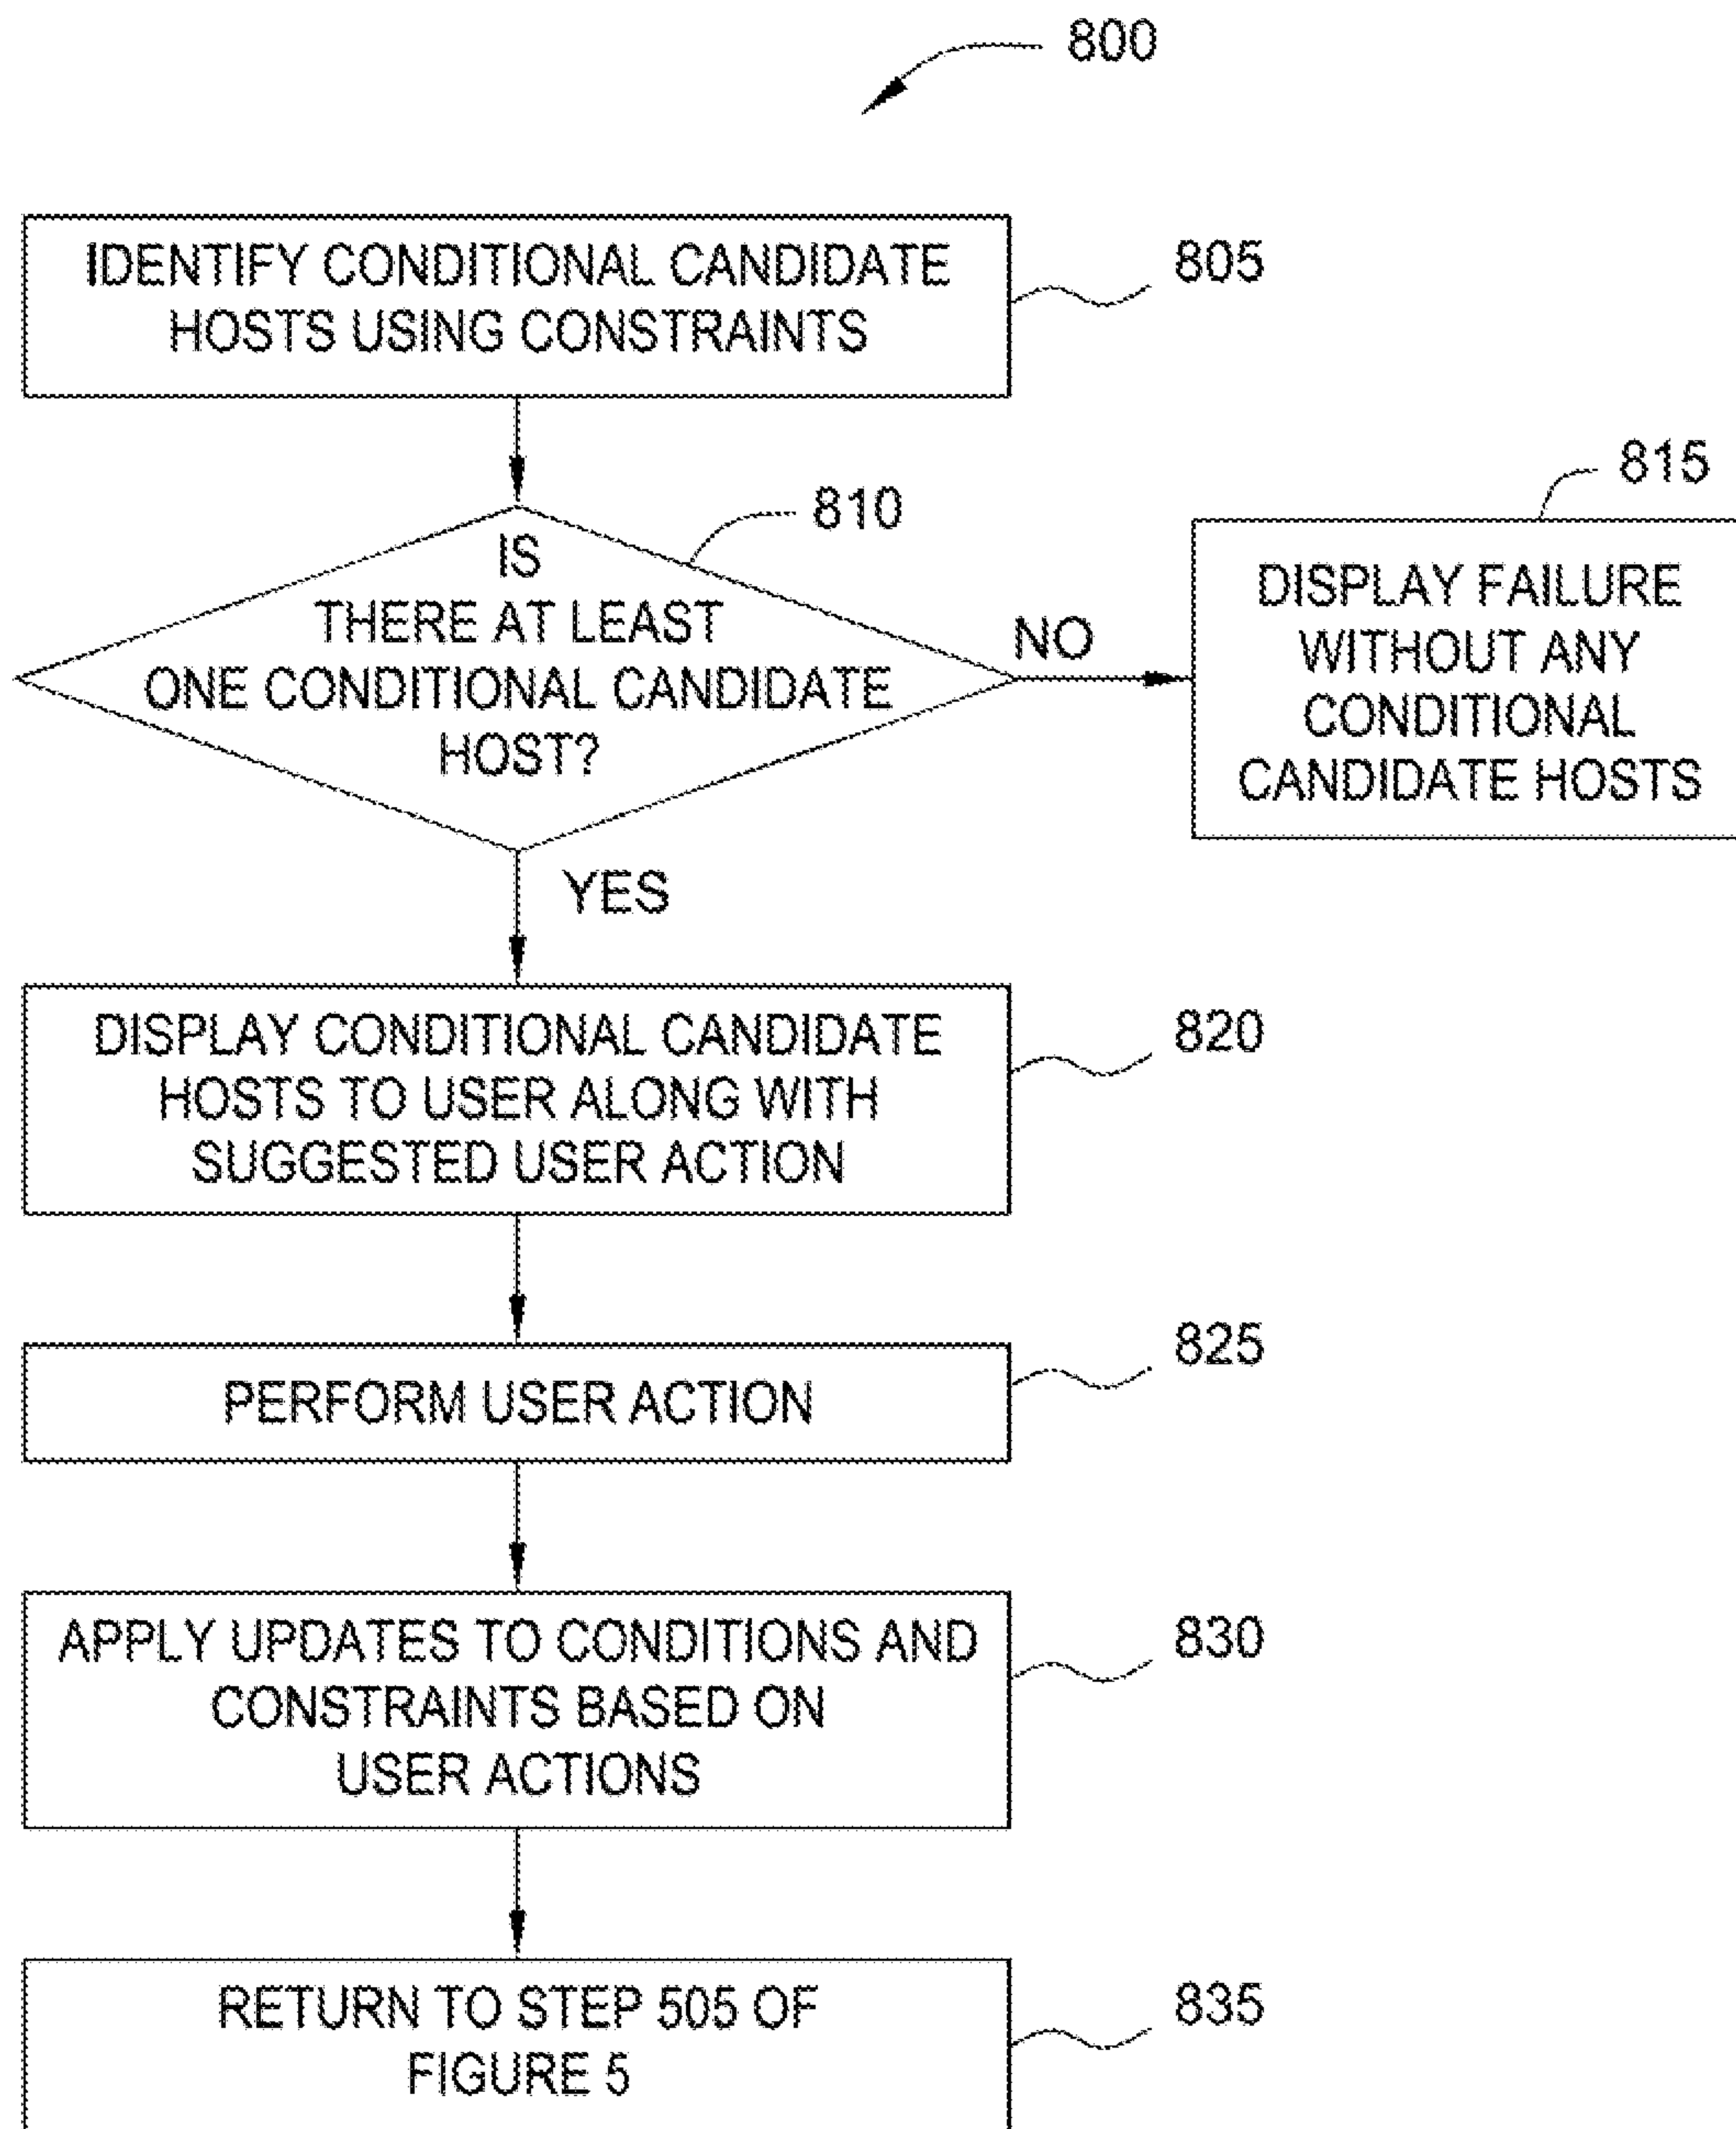 800
IDENTIFY CONDITIONAL CANDIDATE
HOSTS USING CONSTRAINTS
805
810
IS
THERE AT LEAST
ONE CONDITIONAL CANDIDATE
HOST?
NO
815
DISPLAY FAILURE
WITHOUT ANY
CONDITIONAL
CANDIDATE HOSTS
YES
DISPLAY CONDITIONAL CANDIDATE
HOSTS TO USER ALONG WITH
SUGGESTED USER ACTION
820
PERFORM USER ACTION
825
APPLY UPDATES TO CONDITIONS AND
CONSTRAINTS BASED ON
USER ACTIONS
830
RETURN TO STEP 505 OF
FIGURE 5
835